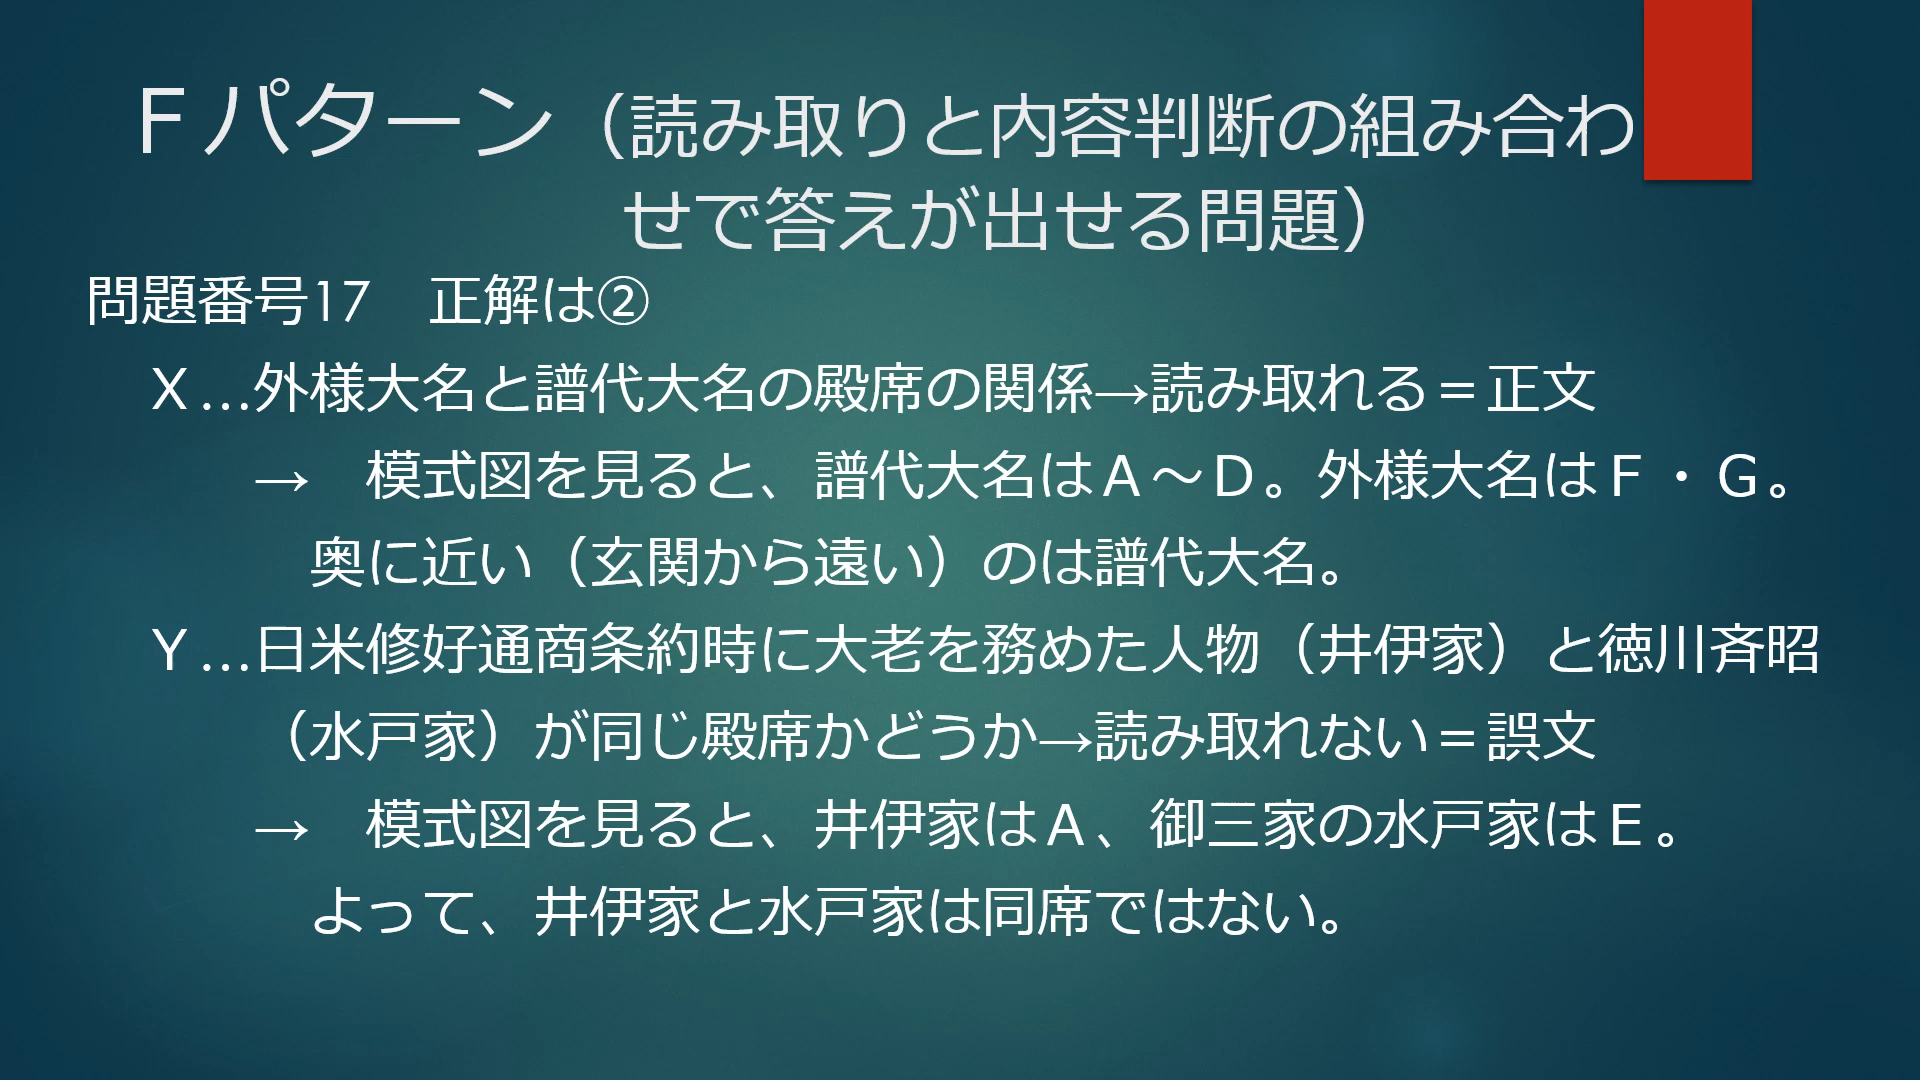 Ｆパターン（読み取りと内容判断の組み合わ
せで答えが出せる問題）
問題番号17　正解は②
Ｘ…外様大名と譜代大名の殿席の関係→読み取れる＝正文
→　模式図を見ると、譜代大名はＡ～Ｄ。外様大名はＦ・Ｇ。
奥に近い（玄関から遠い）のは譜代大名。
Ｙ…日米修好通商条約時に大老を務めた人物（井伊家）と徳川斉昭
（水戸家）が同じ殿席かどうか→読み取れない＝誤文
→　模式図を見ると、井伊家はＡ、御三家の水戸家はＥ。
よって、井伊家と水戸家は同席ではない。